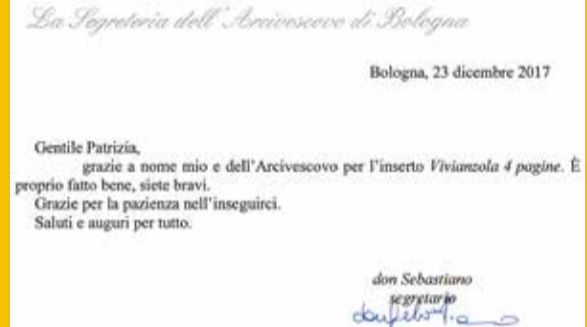 La Segreteria dell'Arcivescovo di Bologna
Bologna, 23 dicembre 2017
Gentile Patrizia,
grazie a nome mio e dell'Arcivescovo per l'inserto Vivianzola 4 pagine. È
proprio fatto bene, siete bravi.
Grazie per la pazienza nell'inseguirci.
Saluti e auguri per tutto.
don Sebastiano
segretario